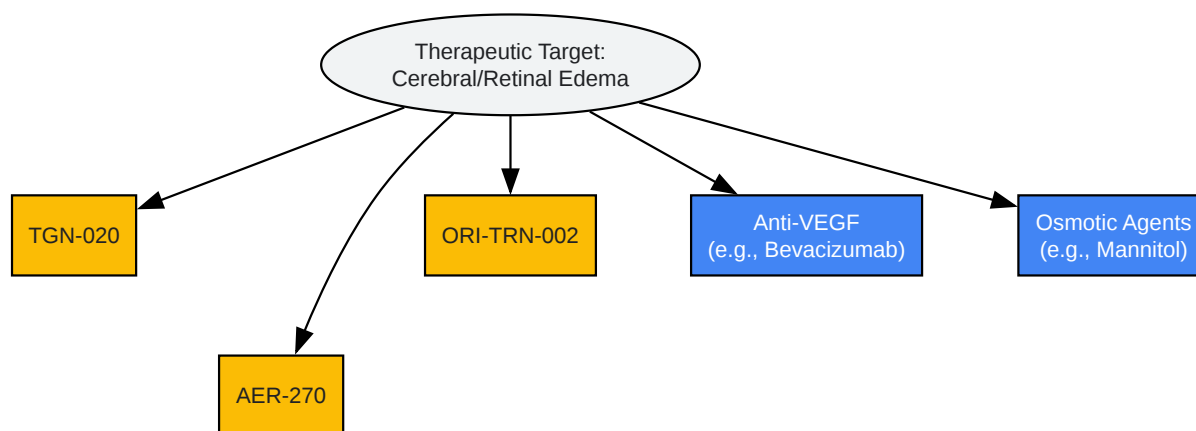 Therapeutic Target:
Cerebral/Retinal Edema
TGN-020
ORI-TRN-002
Anti-VEGF
(e.g., Bevacizumab)
Osmotic Agents
(e.g., Mannitol)
AER-270